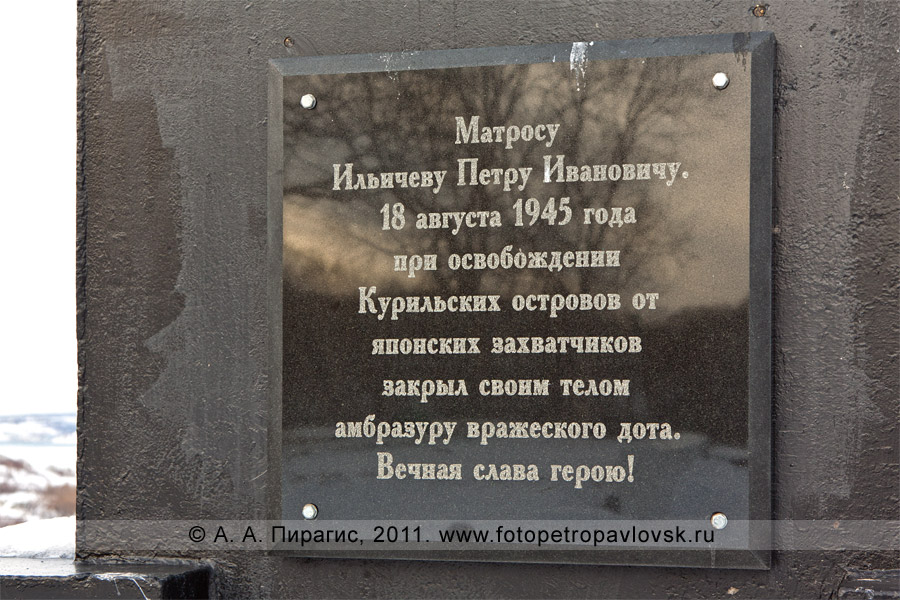 Матросу
Ильичеву Петру Ивановичу.
18 августа 1945 года
при освобождении
Курильских островов от
японских захватчиков
закрыл своим телом
амбразуру вражеского дота.
Вечная слава герою!
© А. А. Пирагис, 2011. www.fotopetropavlovsk.ru